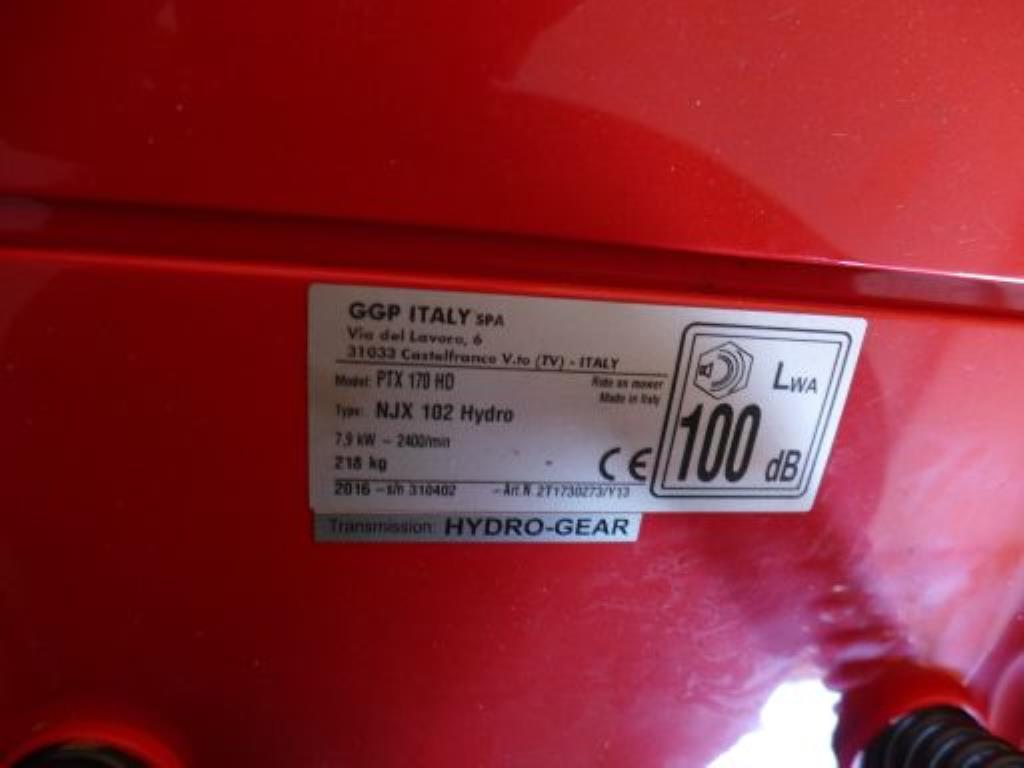 GGP ITALY SPA
Via del Lavoro, 6
31033 Castelfranco V.to (TV) - ITALY
Model: PTX 170 HD
Ride on mower
Made in Italy
Type: NJX 102 Hydro
7,9 kW - 2400/min
218 kg
CE
2016 - s/n 310402 - Art.N. 2T1730273/Y13
LWA
100 dB
Transmission: HYDRO-GEAR